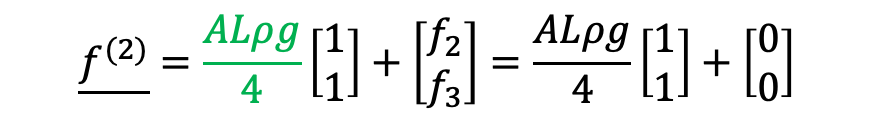 f⁽²⁾ = ALρg/4 [1 1] + [f₂ f₃] = ALρg/4 [1 1] + [0 0]